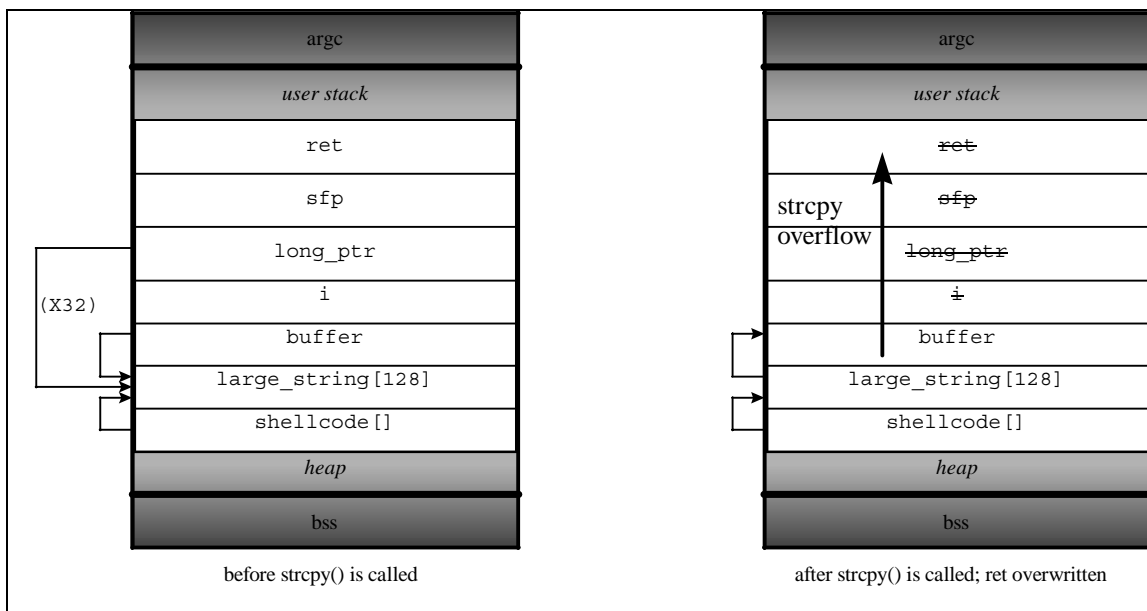 argc
user stack
ret
sfp
long_ptr
(X32)
i
buffer
large_string[128]
shellcode[]
heap
bss
before strcpy() is called
argc
user stack
ret
sfp
strcpy
overflow
long_ptr
i
buffer
large_string[128]
shellcode[]
heap
bss
after strcpy() is called; ret overwritten